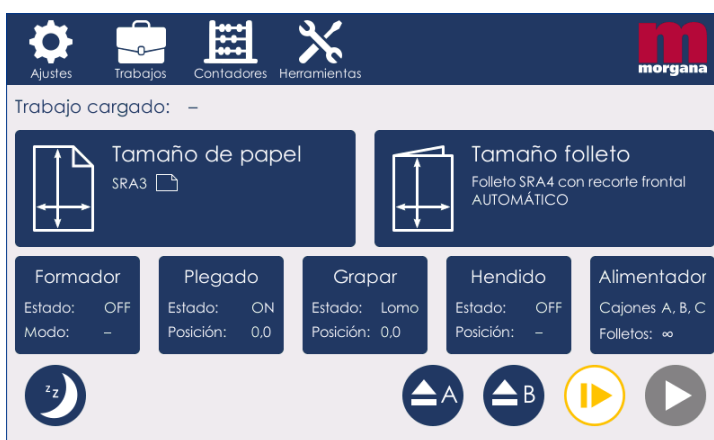 Ajustes
Trabajos
Contadores
Herramientas
m
morgana
Trabajo cargado: –
Tamaño de papel
SRA3
Tamaño folleto
Folleto SRA4 con recorte frontal
AUTOMÁTICO
Formador
Estado: OFF
Modo: –
Plegado
Estado: ON
Posición: 0,0
Grapar
Estado: Lomo
Posición: 0,0
Hendido
Estado: OFF
Posición: –
Alimentador
Cajones A, B, C
Folletos: ∞
zz
A
B